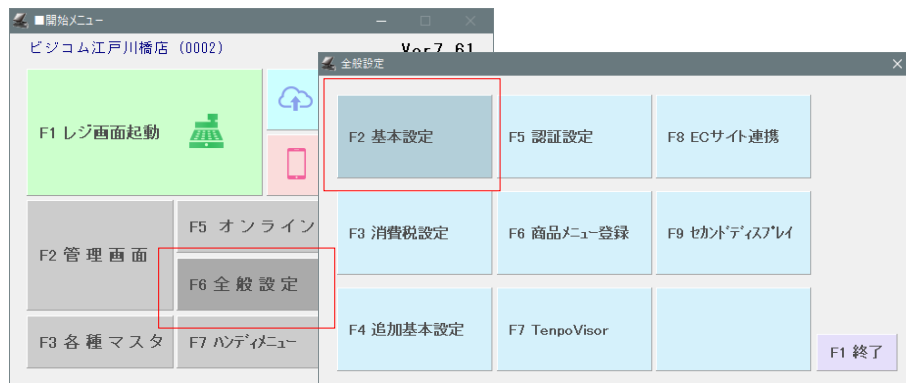 ■開始ﾒﾆｭｰ
ビジコム江戸川橋店 (0002)
Ver7.61
F1 レジ画面起動
F2 管 理 画 面
F5 オ ン ラ イ ン
F6 全 般 設 定
F3 各 種 マ ス タ
F7 ﾊﾝﾃﾞｨﾒﾆｭｰ
全般設定
F2 基本設定
F5 認証設定
F8 ECｻｲﾄ連携
F3 消費税設定
F6 商品ﾒﾆｭｰ登録
F9 ｾｶﾝﾄﾞﾃﾞｨｽﾌﾟﾚｲ
F4 追加基本設定
F7 TenpoVisor
F1 終了